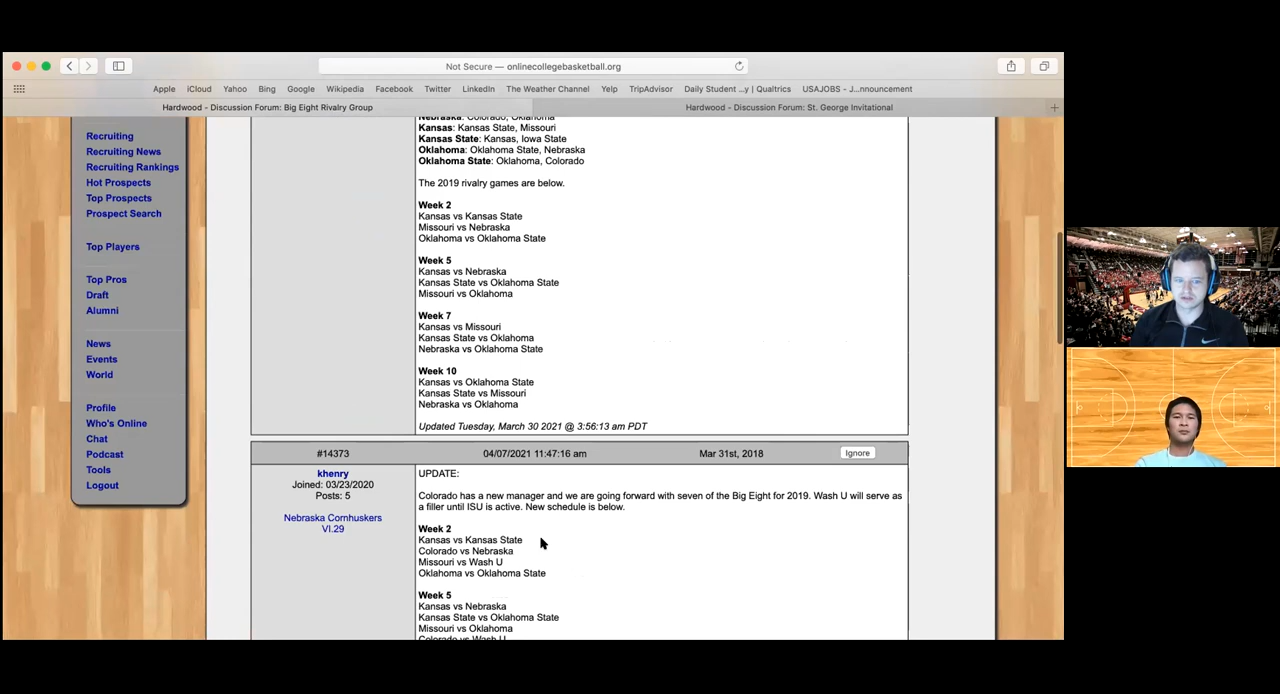 Not Secure — onlinecollegebasketball.org
Apple iCloud Yahoo Bing Google Wikipedia Facebook Twitter LinkedIn The Weather Channel Yelp TripAdvisor Daily Student ...y | Qualtrics USAJOBS - J...nnouncement
Hardwood - Discussion Forum: Big Eight Rivalry Group
Hardwood - Discussion Forum: St. George Invitational
Recruiting
Recruiting News
Recruiting Rankings
Hot Prospects
Top Prospects
Prospect Search
Top Players
Top Pros
Draft
Alumni
News
Events
World
Profile
Who's Online
Chat
Podcast
Tools
Logout
Nebraska: Colorado, Oklahoma
Kansas: Kansas State, Missouri
Kansas State: Kansas, Iowa State
Oklahoma: Oklahoma State, Nebraska
Oklahoma State: Oklahoma, Colorado
The 2019 rivalry games are below.
Week 2
Kansas vs Kansas State
Missouri vs Nebraska
Oklahoma vs Oklahoma State
Week 5
Kansas vs Nebraska
Kansas State vs Oklahoma State
Missouri vs Oklahoma
Week 7
Kansas vs Missouri
Kansas State vs Oklahoma
Nebraska vs Oklahoma State
Week 10
Kansas vs Oklahoma State
Kansas State vs Missouri
Nebraska vs Oklahoma
Updated Tuesday, March 30 2021 @ 3:56:13 am PDT
#14373 04/07/2021 11:47:16 am Mar 31st, 2018 Ignore
khenry
Joined: 03/23/2020
Posts: 5
Nebraska Cornhuskers
VI.29
UPDATE:
Colorado has a new manager and we are going forward with seven of the Big Eight for 2019. Wash U will serve as
a filler until ISU is active. New schedule is below.
Week 2
Kansas vs Kansas State
Colorado vs Nebraska
Missouri vs Wash U
Oklahoma vs Oklahoma State
Week 5
Kansas vs Nebraska
Kansas State vs Oklahoma State
Missouri vs Oklahoma
Colorado vs Wash U